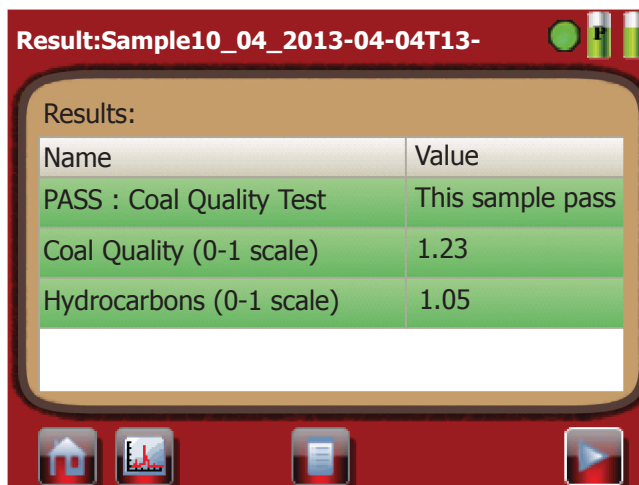 Result:Sample10_04_2013-04-04T13-
P
Results:
Name Value
PASS : Coal Quality Test This sample pass
Coal Quality (0-1 scale) 1.23
Hydrocarbons (0-1 scale) 1.05